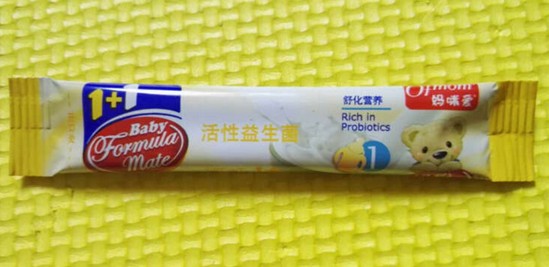 1+1
Baby
Formula
Mate
活性益生菌
舒化营养
Rich in
Probiotics
1
Ofmom
妈咪爱